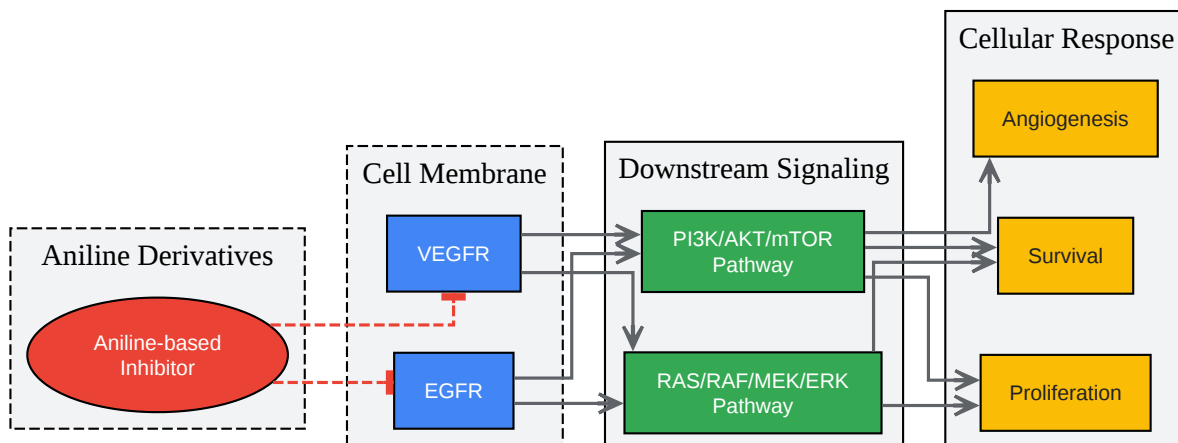 Aniline Derivatives
Aniline-based
Inhibitor
Cell Membrane
VEGFR
EGFR
Downstream Signaling
PI3K/AKT/mTOR
Pathway
RAS/RAF/MEK/ERK
Pathway
Cellular Response
Angiogenesis
Survival
Proliferation